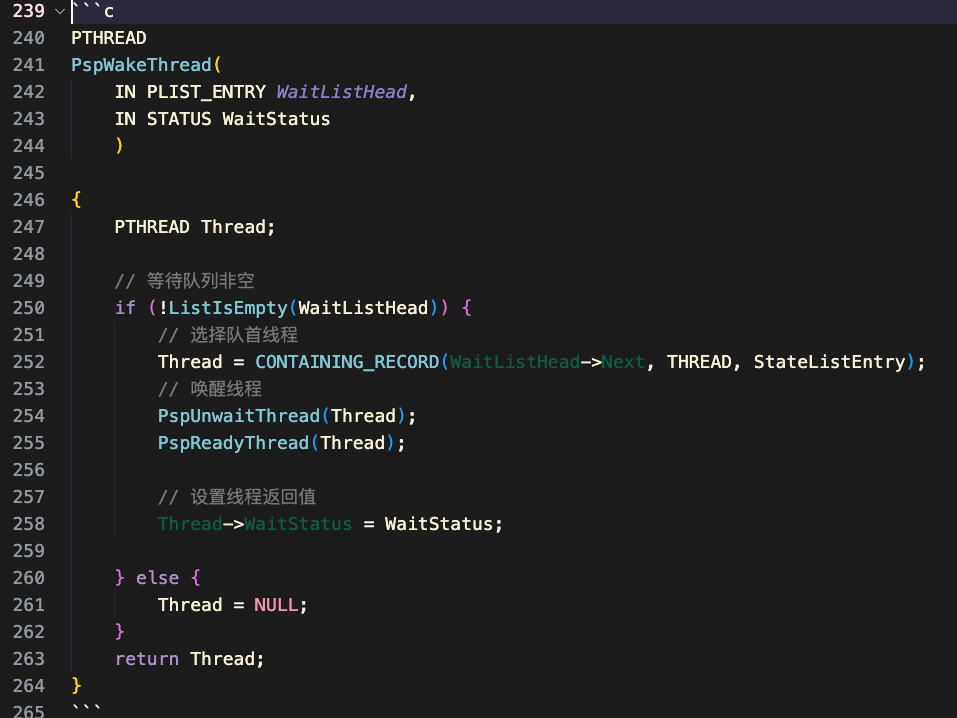 239 ```c
240 PTHREAD
241 PspWakeThread(
242     IN PLIST_ENTRY WaitListHead,
243     IN STATUS WaitStatus
244     )
245
246 {
247     PTHREAD Thread;
248
249     // 等待队列非空
250     if (!ListIsEmpty(WaitListHead)) {
251         // 选择队首线程
252         Thread = CONTAINING_RECORD(WaitListHead->Next, THREAD, StateListEntry);
253         // 唤醒线程
254         PspUnwaitThread(Thread);
255         PspReadyThread(Thread);
256
257         // 设置线程返回值
258         Thread->WaitStatus = WaitStatus;
259
260     } else {
261         Thread = NULL;
262     }
263     return Thread;
264 }
265 ```